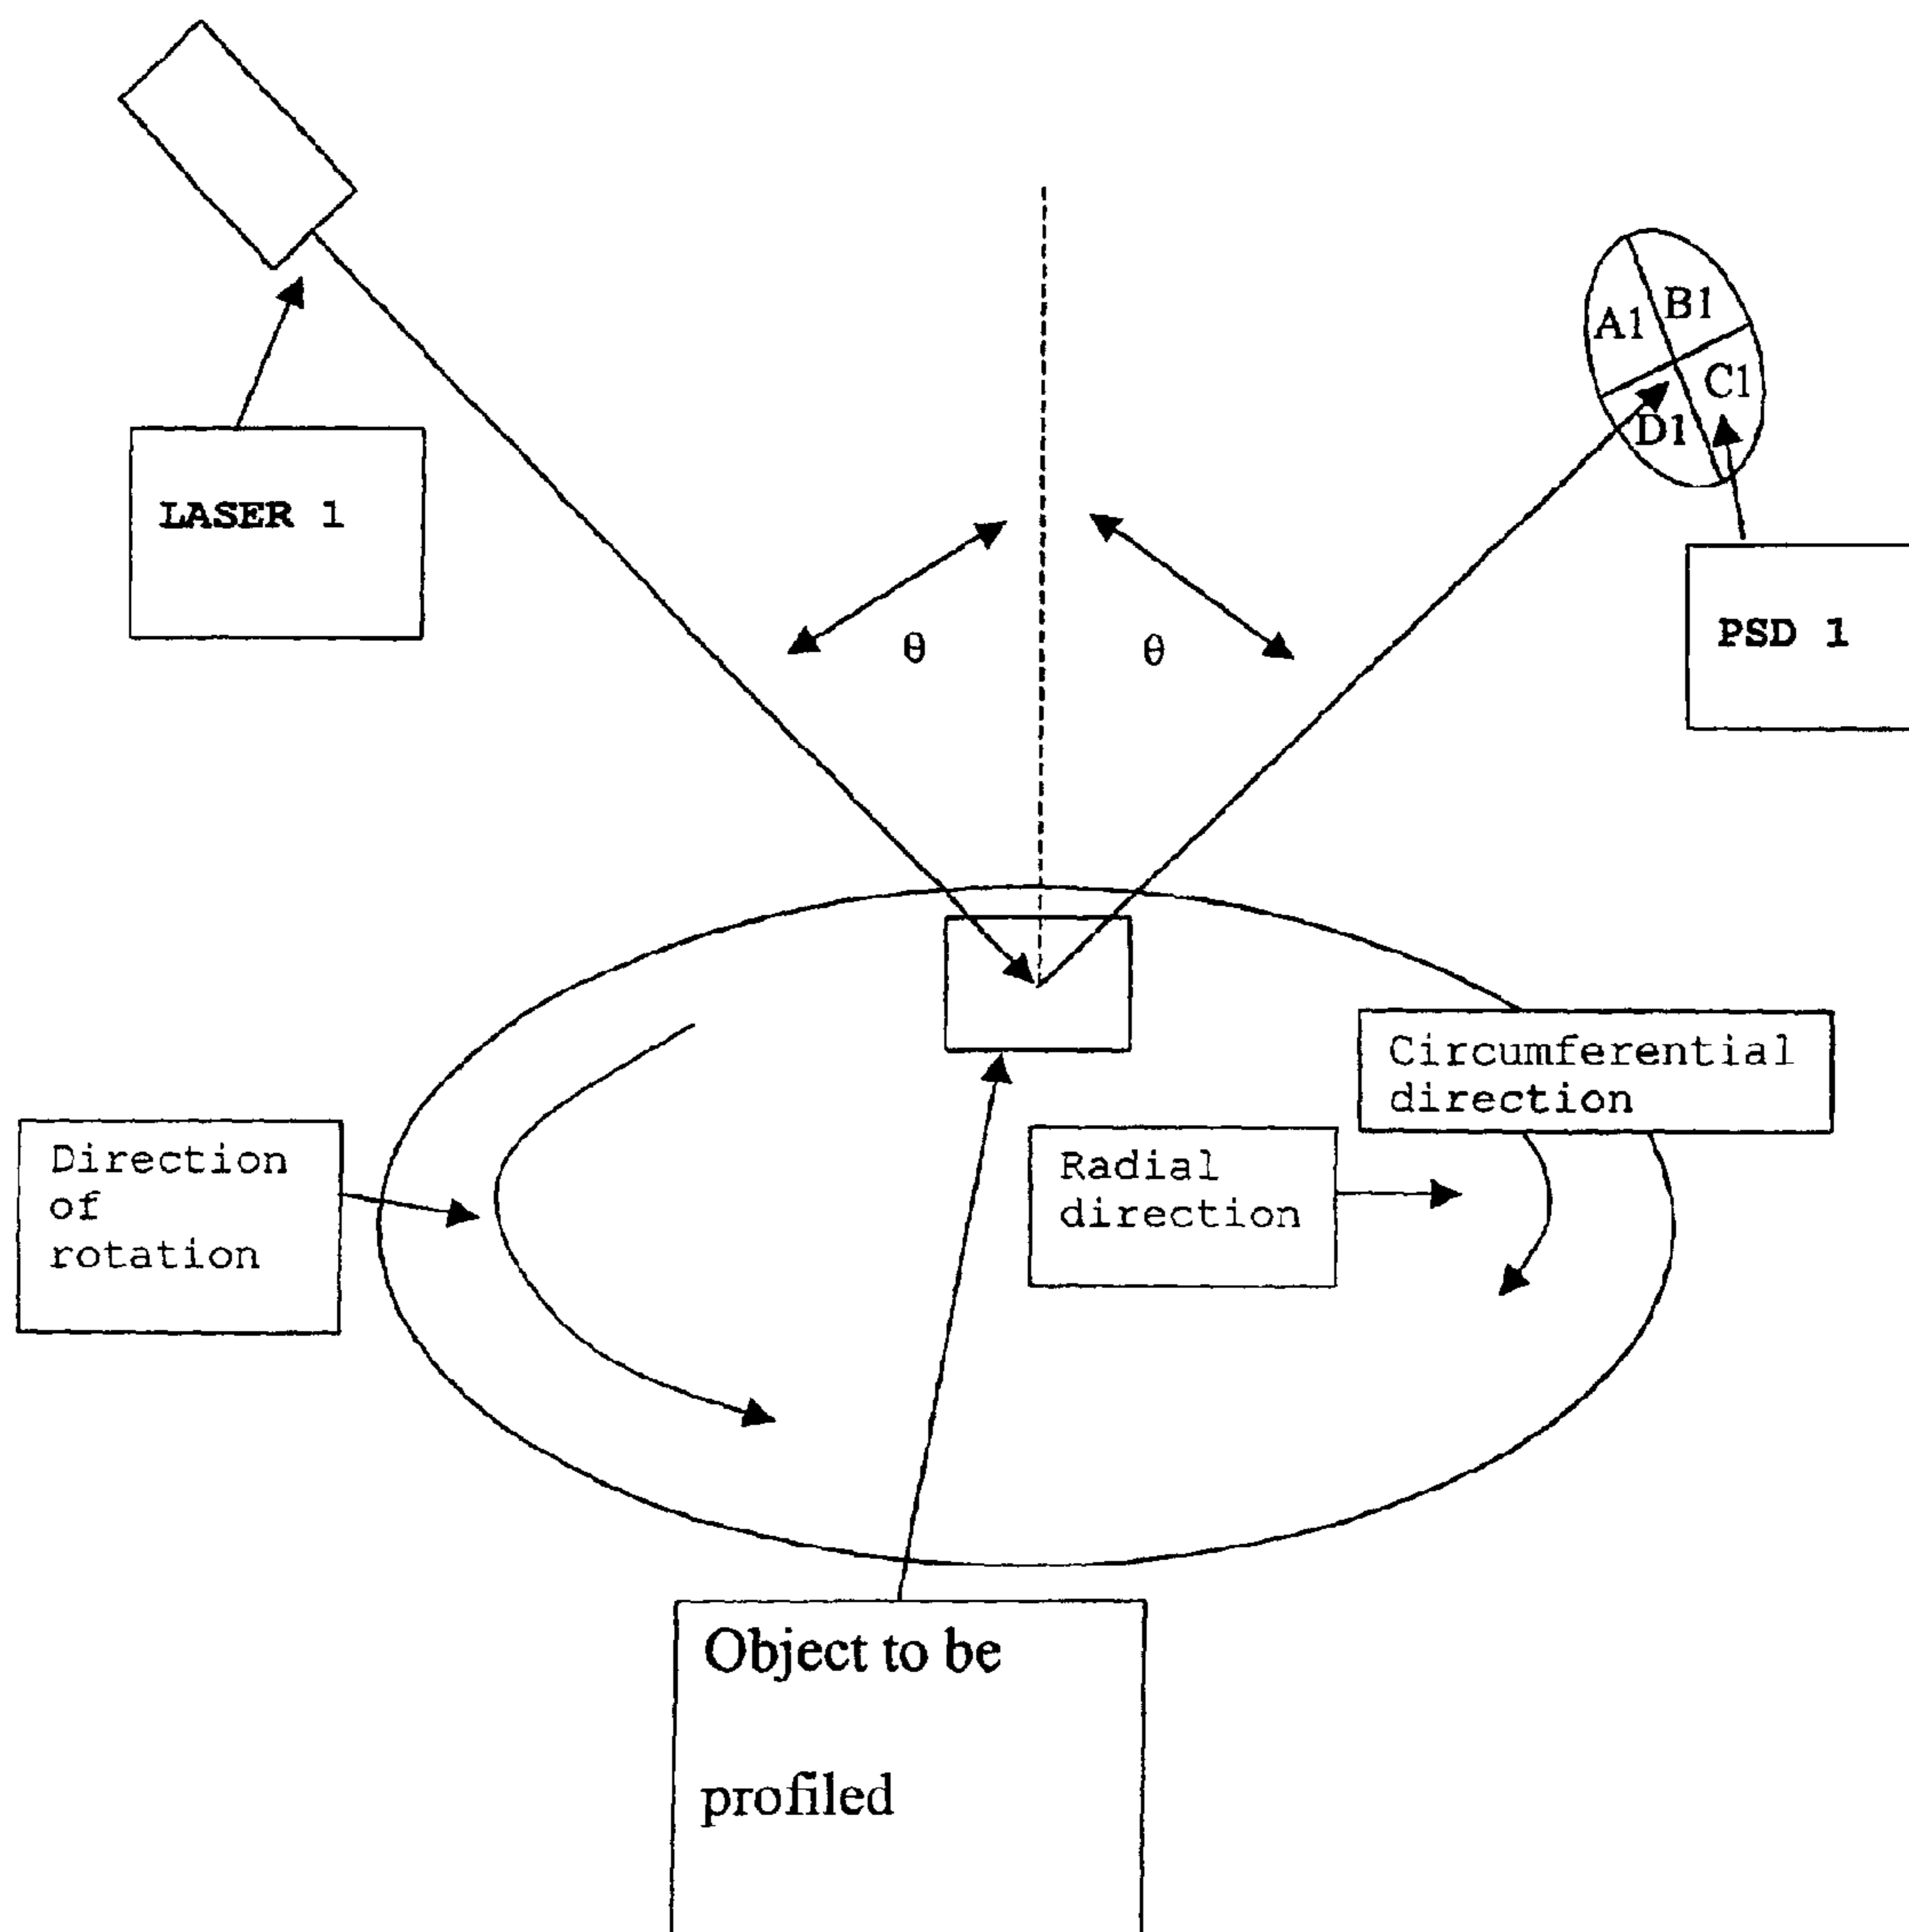 B1
A1
C1
D1
LASER 1
PSD 1
θ
θ
Circumferential
direction
Direction
of
rotation
Radial
direction
Object to be
profiled